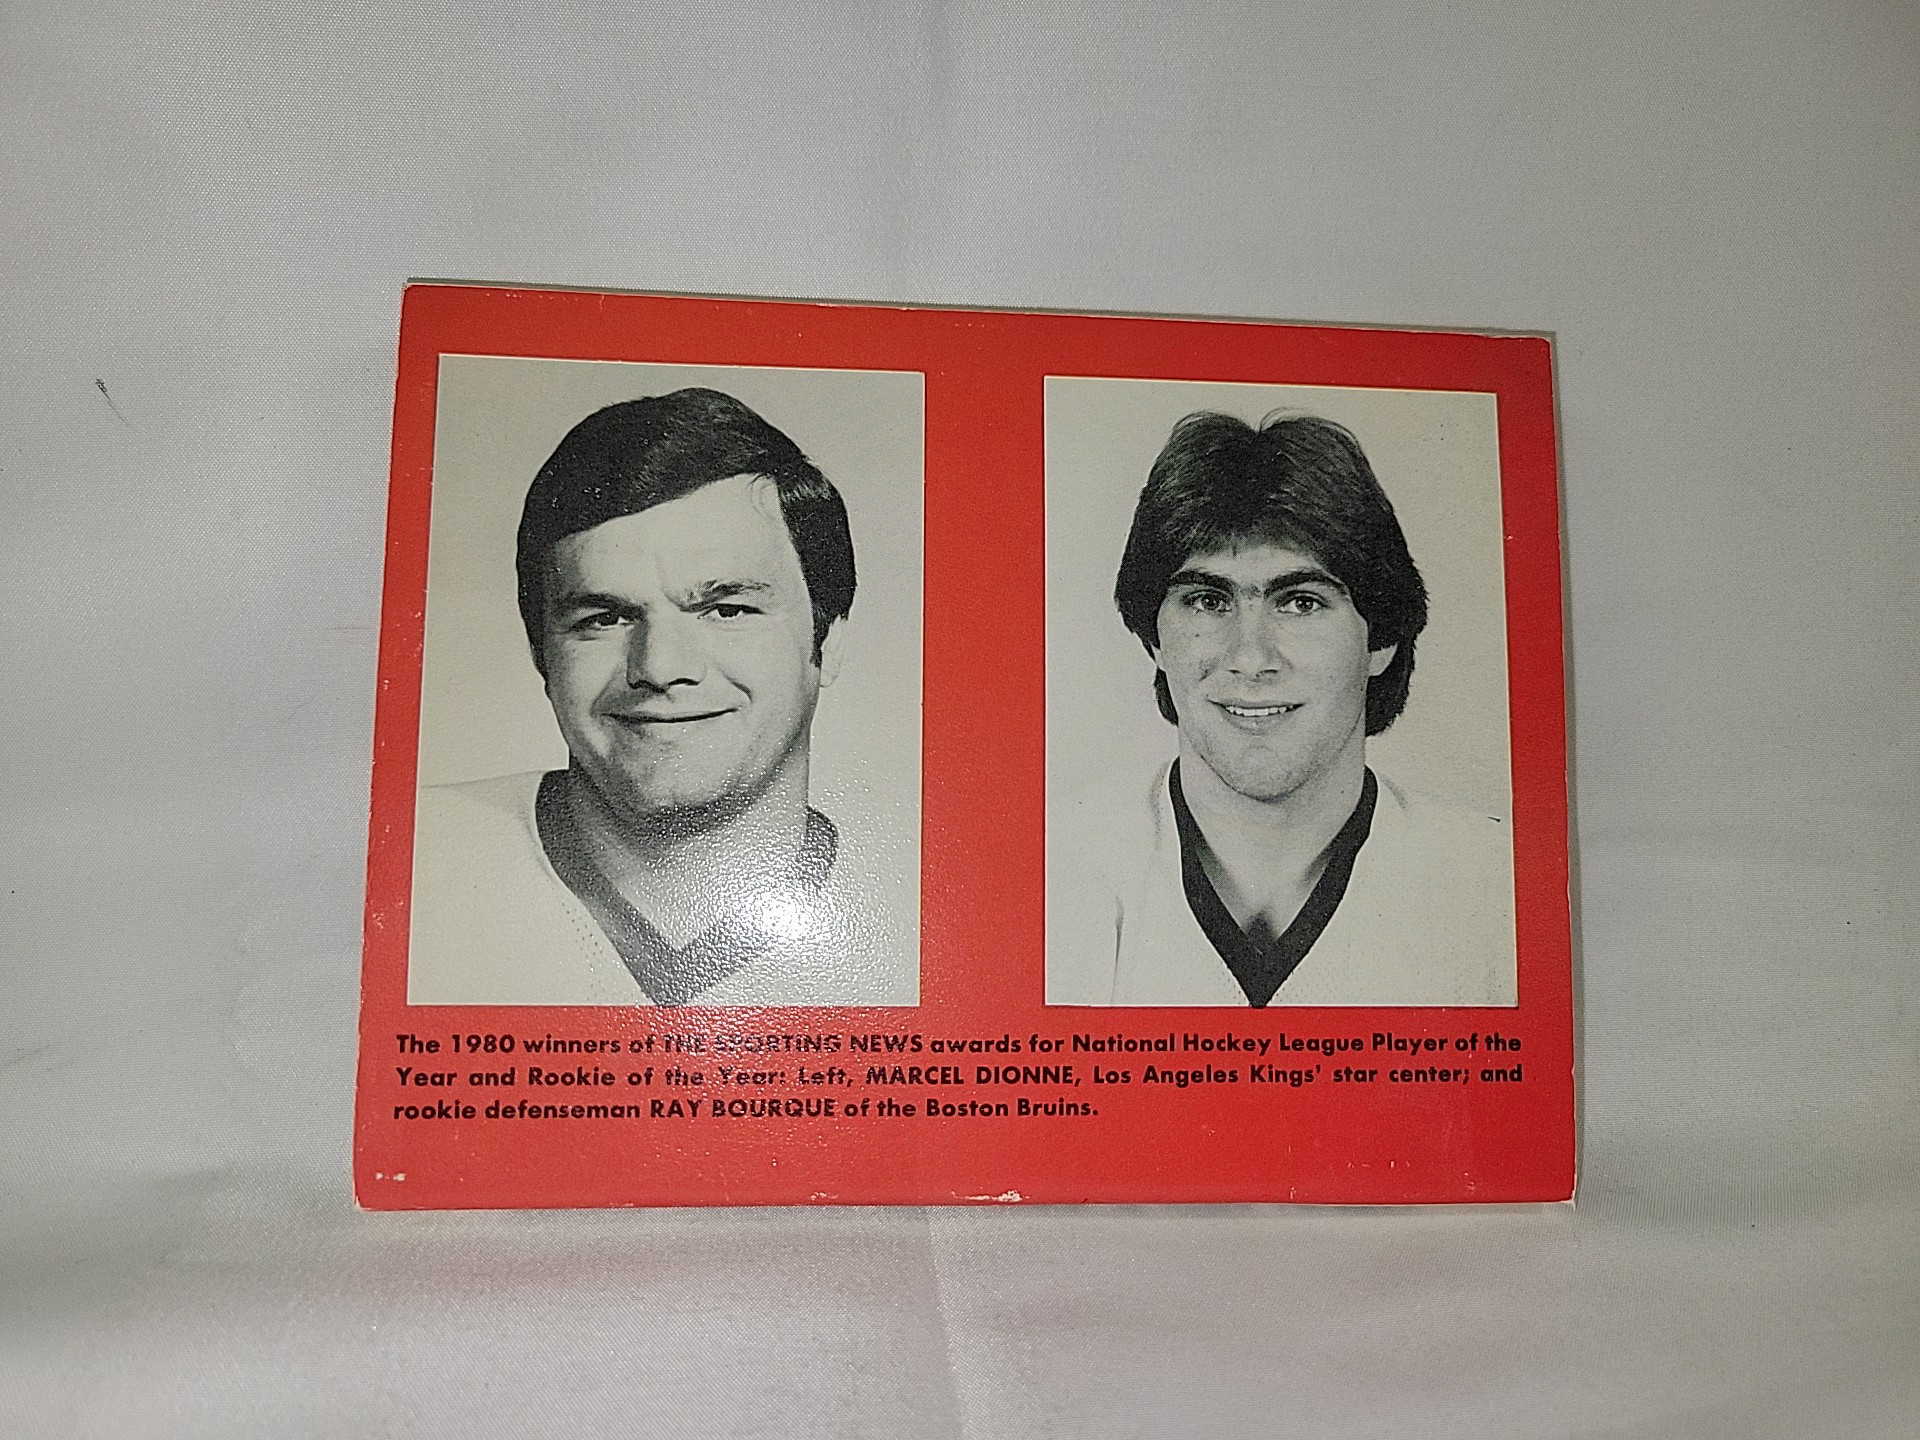 The 1980 winners of THE SPORTING NEWS awards for National Hockey League Player of the
Year and Rookie of the Year: Left, MARCEL DIONNE, Los Angeles Kings' star center; and
rookie defenseman RAY BOURQUE of the Boston Bruins.